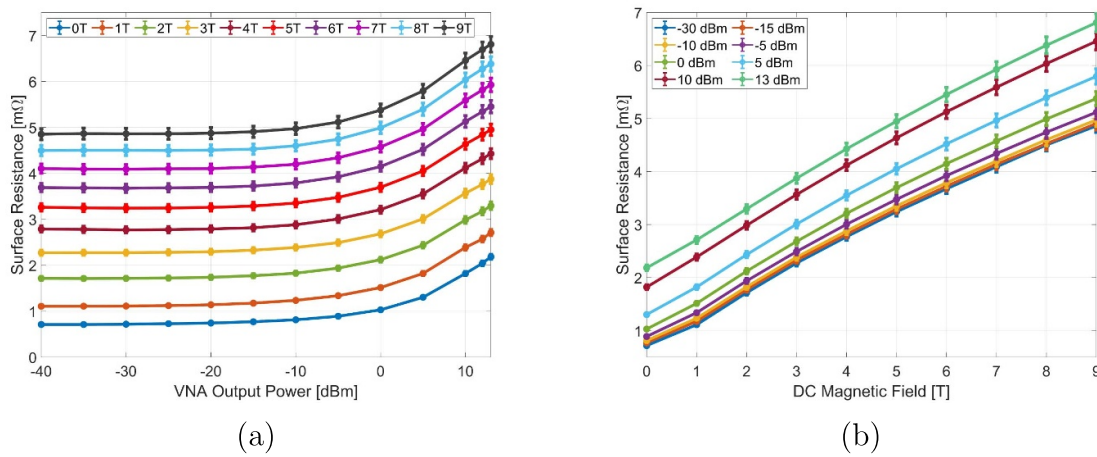 0T 1T 2T 3T 4T 5T 6T 7T 8T 9T
7
6
5
4
3
2
1
0
Surface Resistance [mΩ]
-40 -30 -20 -10 0 10
VNA Output Power [dBm]
(a)
-30 dBm -15 dBm
-10 dBm -5 dBm
0 dBm 5 dBm
10 dBm 13 dBm
7
6
5
4
3
2
1
Surface Resistance [mΩ]
0 1 2 3 4 5 6 7 8 9
DC Magnetic Field [T]
(b)